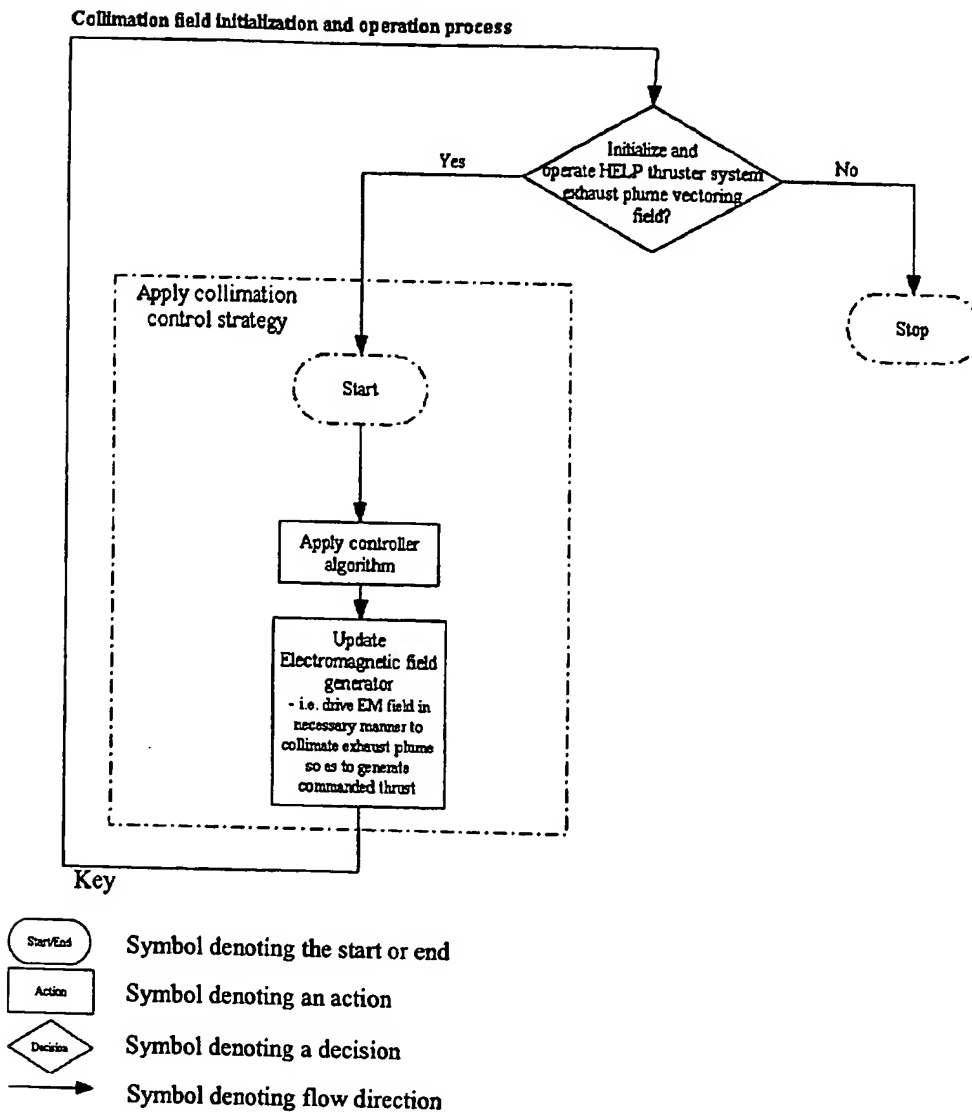 Collimation field initialization and operation process
Initialize and
operate HELP thruster system
exhaust plume vectoring
field?
Yes
No
Stop
Apply collimation
control strategy
Start
Apply controller
algorithm
Update
Electromagnetic field
generator
- i.e. drive EM field in
necessary manner to
collimate exhaust plume
so as to generate
commanded thrust
Key
Start/End
Symbol denoting the start or end
Action
Symbol denoting an action
Decision
Symbol denoting a decision
Symbol denoting flow direction